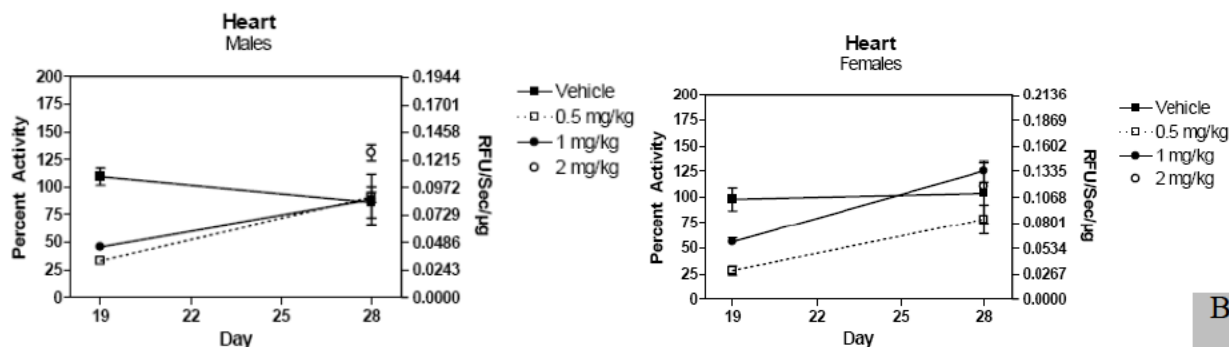 Heart
Males
Percent Activity
200
175
150
125
100
75
50
25
0
0.1944
0.1701
0.1458
0.1215
0.0972
0.0729
0.0486
0.0243
0.0000
RFU/Sec/µg
19
22
25
28
Day
Vehicle
0.5 mg/kg
1 mg/kg
2 mg/kg
Heart
Females
Percent Activity
200
175
150
125
100
75
50
25
0
0.2136
0.1869
0.1602
0.1335
0.1068
0.0801
0.0534
0.0267
0.0000
RFU/Sec/µg
19
22
25
28
Day
Vehicle
0.5 mg/kg
1 mg/kg
2 mg/kg
B